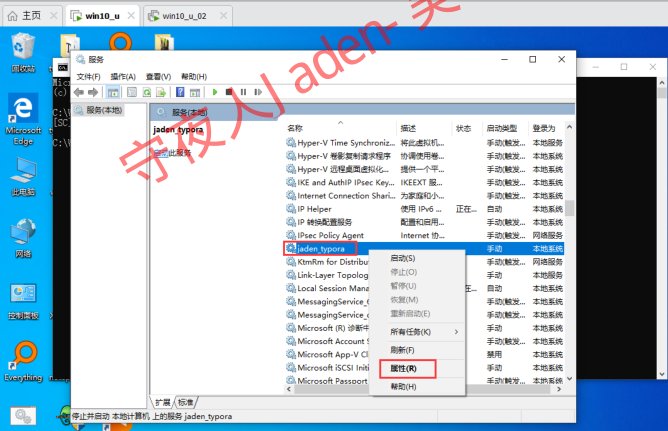 主页
win10_u
win10_u_02
服务
文件(F) 操作(A) 查看(V) 帮助(H)
服务(本地)
服务(本地)
jaden_typora
启动此服务
名称 描述 状态 启动类型 登录为
Hyper-V Time Synchroniz... 将此虚拟机... 手动(触发... 本地服务
Hyper-V 卷影复制请求程序 协调使用卷... 手动(触发... 本地系统
Hyper-V 远程桌面虚拟化... 提供一个平... 手动(触发... 本地系统
IKE and AuthIP IPsec Key... IKEEXT 服... 手动(触发... 本地系统
Internet Connection Shari... 为家庭和小... 手动(触发... 本地系统
IP Helper 使用 IPv6 ... 正在... 自动 本地系统
IP 转换配置服务 配置和启用... 手动(触发... 本地系统
IPsec Policy Agent Internet 协... 手动(触发... 网络服务
jaden_typora 手动 本地系统
KtmRm for Distribu 手动(触发... 网络服务
Link-Layer Topolog 手动 本地服务
Local Session Mana 正在... 自动 本地系统
MessagingService_6 手动(触发... 本地系统
MessagingService_d 手动(触发... 本地系统
Microsoft (R) 诊断中 手动 本地系统
Microsoft Account S 手动(触发... 本地系统
Microsoft App-V Cl 禁用 本地系统
Microsoft iSCSI Initi 手动 本地系统
Microsoft Passport 手动(触发... 本地系统
启动(S)
停止(O)
暂停(U)
恢复(M)
重新启动(E)
所有任务(K)
刷新(F)
属性(R)
帮助(H)
扩展 标准
停止并启动 本地计算机 上的服务 jaden_typora
回收站
Microsoft Edge
此电脑
网络
控制面板
Everything
守夜人J aden-